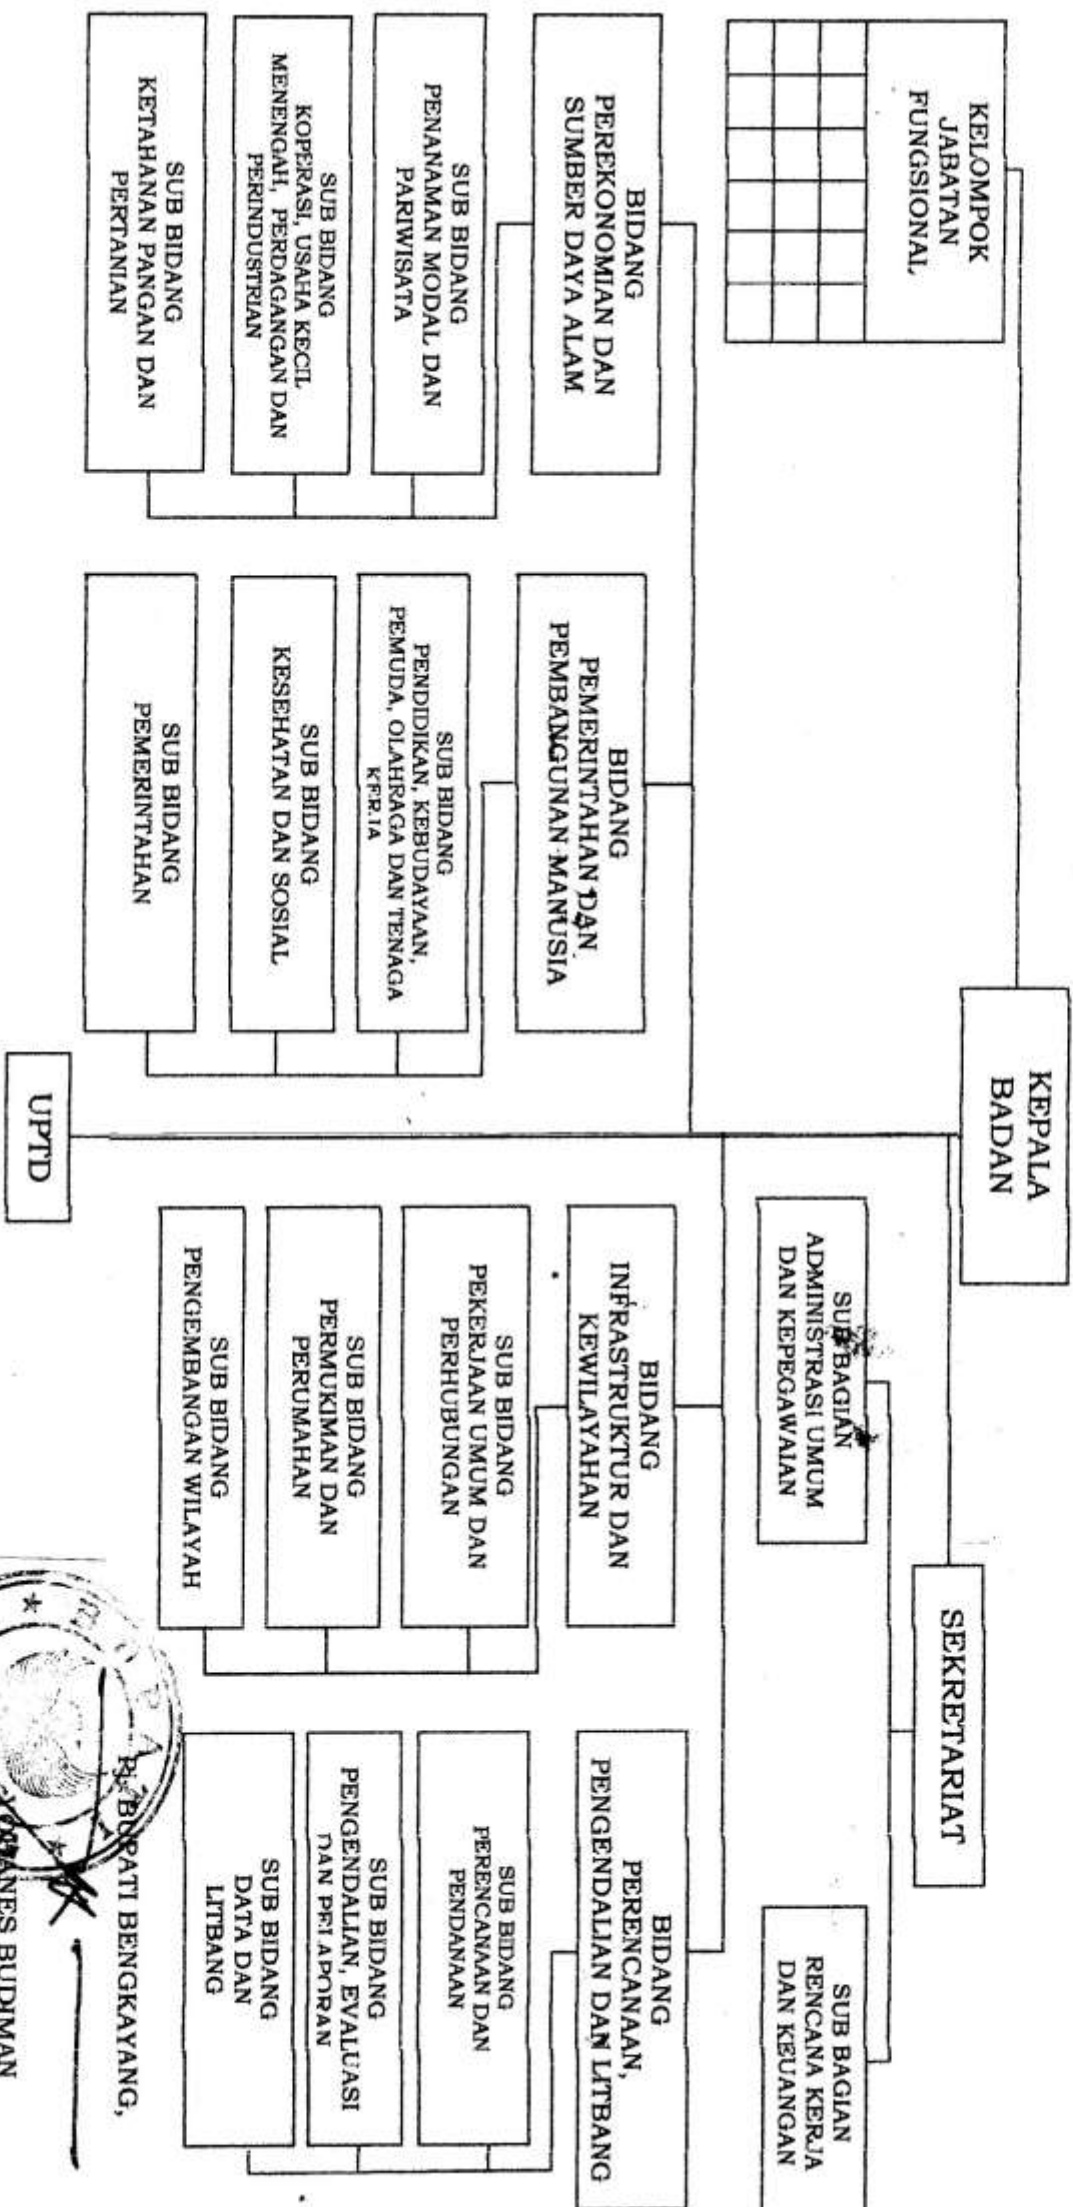 KEPALA
BADAN
KELOMPOK
JABATAN
FUNGSIONAL
SEKRETARIAT
SUB BAGIAN
ADMINISTRASI UMUM
DAN KEPEGAWAIAN
SUB BAGIAN
RENCANA KERJA
DAN KEUANGAN
BIDANG
PEREKONOMIAN DAN
SUMBER DAYA ALAM
BIDANG
PEMERINTAHAN DAN
PEMBANGUNAN MANUSIA
BIDANG
INFRASTRUKTUR DAN
KEWILAYAHAN
BIDANG
PERENCANAAN,
PENGENDALIAN DAN LITBANG
SUB BIDANG
PENANAMAN MODAL DAN
PARIWISATA
SUB BIDANG
KOPERASI, USAHA KECIL
MENENGAH, PERDAGANGAN DAN
PERINDUSTRIAN
SUB BIDANG
KETAHANAN PANGAN DAN
PERTANIAN
SUB BIDANG
PENDIDIKAN, KEBUDAYAAN,
PEMUDA, OLAHRAGA DAN TENAGA
KERJA
SUB BIDANG
KESEHATAN DAN SOSIAL
SUB BIDANG
PEMERINTAHAN
SUB BIDANG
PEKERJAAN UMUM DAN
PERHUBUNGAN
SUB BIDANG
PERMUKIMAN DAN
PERUMAHAN
SUB BIDANG
PENGEMBANGAN WILAYAH
SUB BIDANG
PERENCANAAN DAN
PENDANAAN
SUB BIDANG
PENGENDALIAN, EVALUASI
DAN PELAPORAN
SUB BIDANG
DATA DAN
LITBANG
UPTD
Pj. BUPATI BENGKAYANG,
BUDIMAN